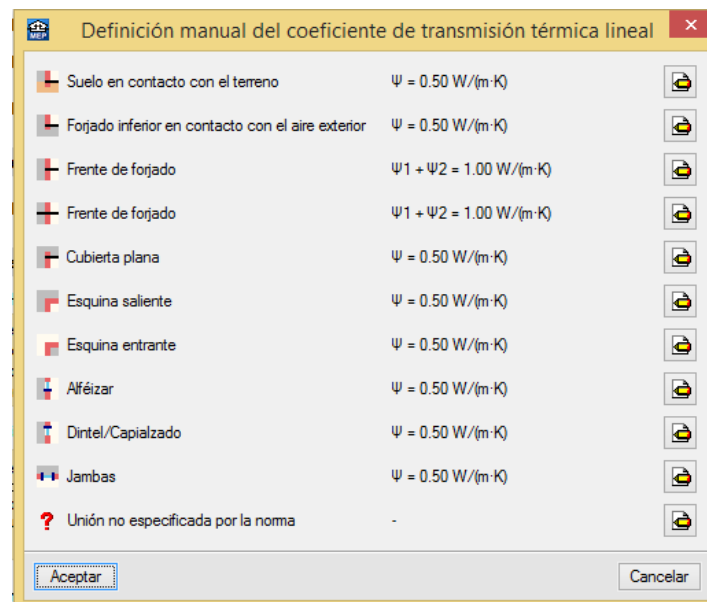 MEP
Definición manual del coeficiente de transmisión térmica lineal
Suelo en contacto con el terreno Ψ = 0.50 W/(m·K)
Forjado inferior en contacto con el aire exterior Ψ = 0.50 W/(m·K)
Frente de forjado Ψ1 + Ψ2 = 1.00 W/(m·K)
Frente de forjado Ψ1 + Ψ2 = 1.00 W/(m·K)
Cubierta plana Ψ = 0.50 W/(m·K)
Esquina saliente Ψ = 0.50 W/(m·K)
Esquina entrante Ψ = 0.50 W/(m·K)
Alféizar Ψ = 0.50 W/(m·K)
Dintel/Capialzado Ψ = 0.50 W/(m·K)
Jambas Ψ = 0.50 W/(m·K)
? Unión no especificada por la norma -
Aceptar Cancelar